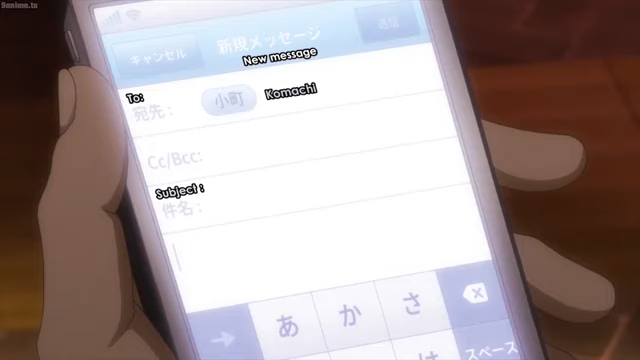 9anime.to
キャンセル 新規メッセージ 送信
New message
To:
宛先: 小町 Komachi
Cc/Bcc:
Subject :
件名:
→ あ か さ
は スペース